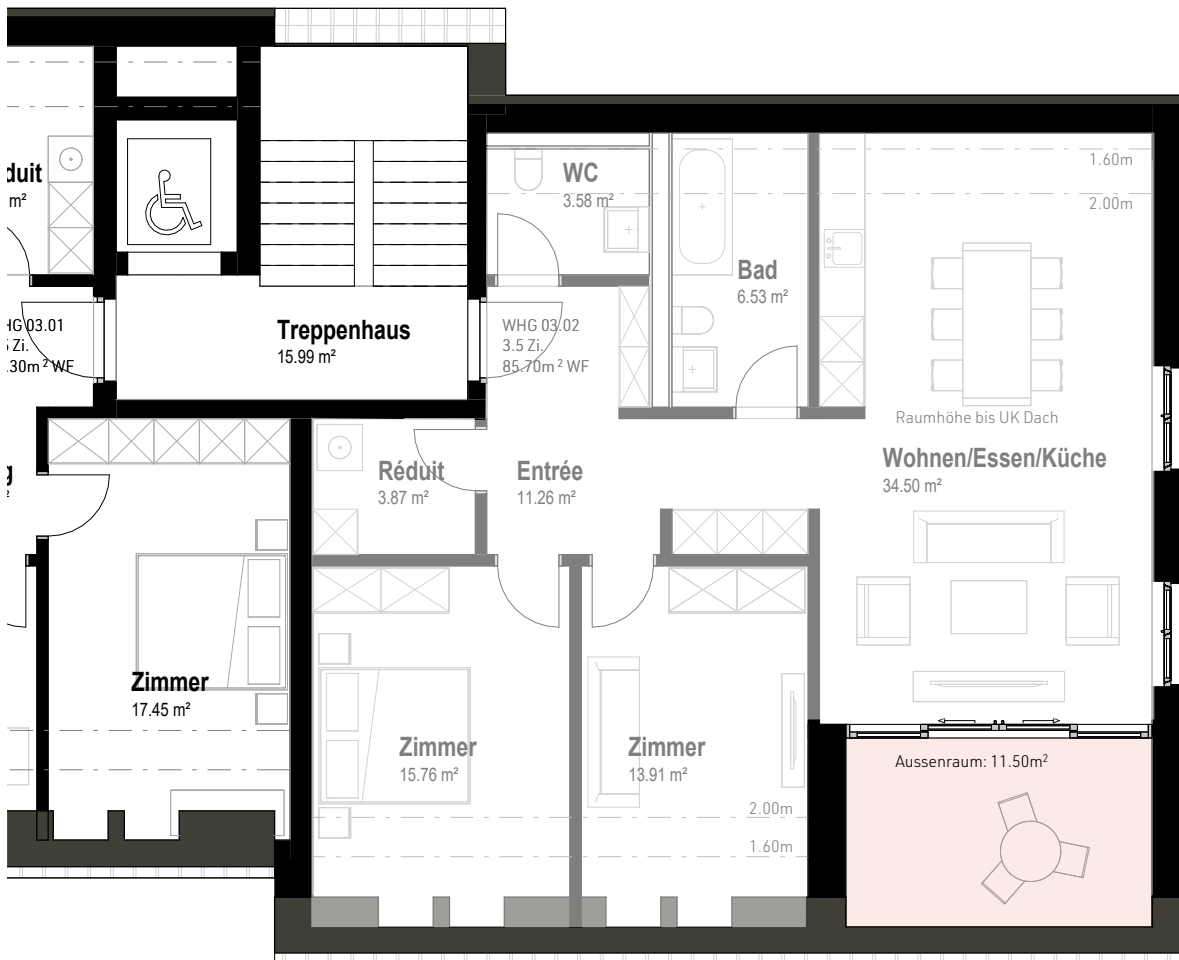 WC
3.58 m²
1.60m
2.00m
duit
m²
Bad
6.53 m²
HG 03.01
5 Zi.
.30m² WF
Treppenhaus
15.99 m²
WHG 03.02
3.5 Zi.
85.70m² WF
Raumhöhe bis UK Dach
Wohnen/Essen/Küche
34.50 m²
g
Réduit
3.87 m²
Entrée
11.26 m²
Zimmer
17.45 m²
Zimmer
15.76 m²
Zimmer
13.91 m²
Aussenraum: 11.50m²
2.00m
1.60m